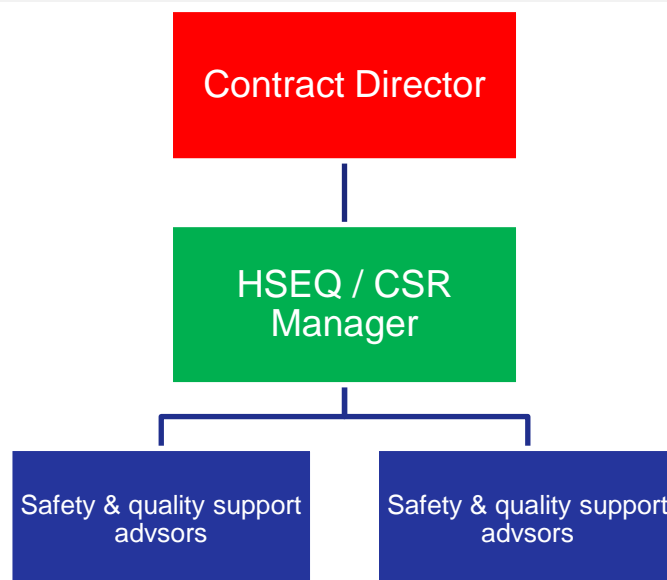 Contract Director
HSEQ / CSR
Manager
Safety & quality support
advsors
Safety & quality support
advsors